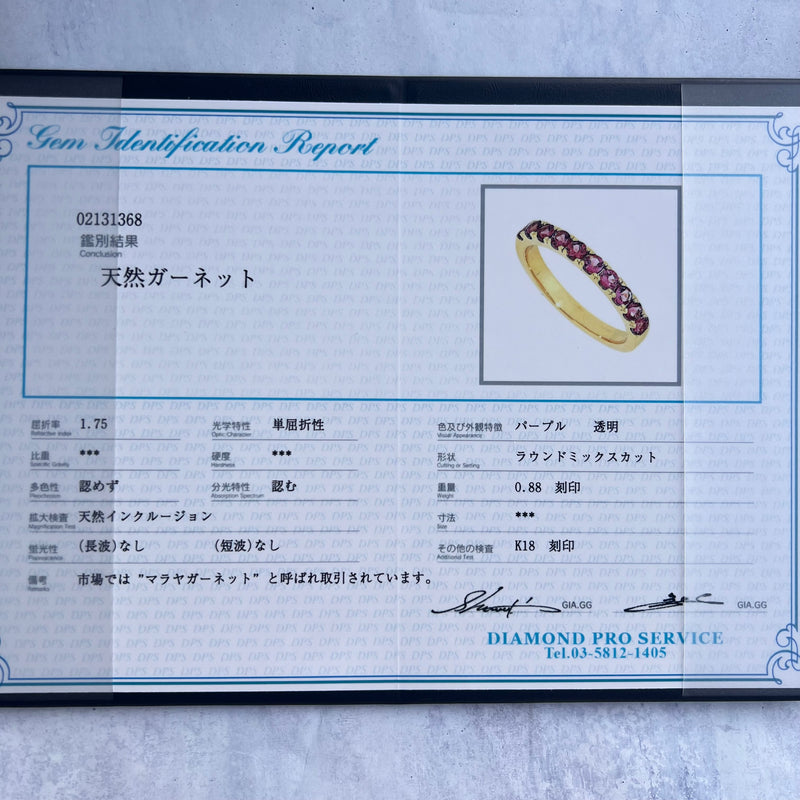 Gem Identification Report
02131368
鑑別結果
Conclusion
天然ガーネット
屈折率 1.75
Refractive Index
光学特性 単屈折性
Optic Character
色及び外観特徴 パープル 透明
Visual Appearance
比重 ***
Specific Gravity
硬度 ***
Hardness
形状 ラウンドミックスカット
Cutting or Setting
多色性 認めず
Pleochroism
分光特性 認む
Absorption Spectrum
重量 0.88 刻印
Weight
拡大検査 天然インクルージョン
Magnification Test
寸法 ***
Size
蛍光性 (長波)なし (短波)なし
Fluorescence
その他の検査 K18 刻印
Additional Test
備考 市場では "マラヤガーネット" と呼ばれ取引されています。
Remarks
GIA.GG GIA.GG
DIAMOND PRO SERVICE
Tel.03-5812-1405